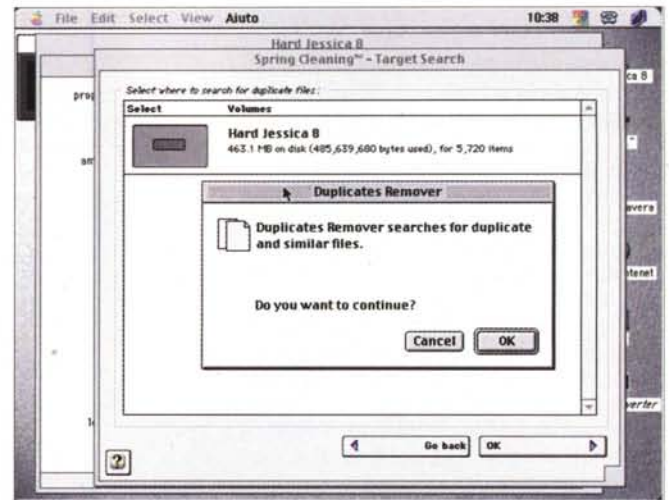 File Edit Select View Aiuto 10:38
Hard Jessica 8
Spring Cleaning™ - Target Search
Select where to search for duplicate files:
Select Volumes
Hard Jessica 8
463.1 MB on disk (485,639,680 bytes used), for 5,720 items
Duplicates Remover
Duplicates Remover searches for duplicate
and similar files.
Do you want to continue?
Cancel OK
Go back OK
?